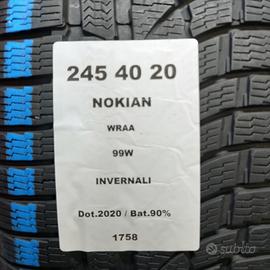 245 40 20
NOKIAN
WRAA
99W
INVERNALI
Dot.2020 / Bat.90%
1758
subito